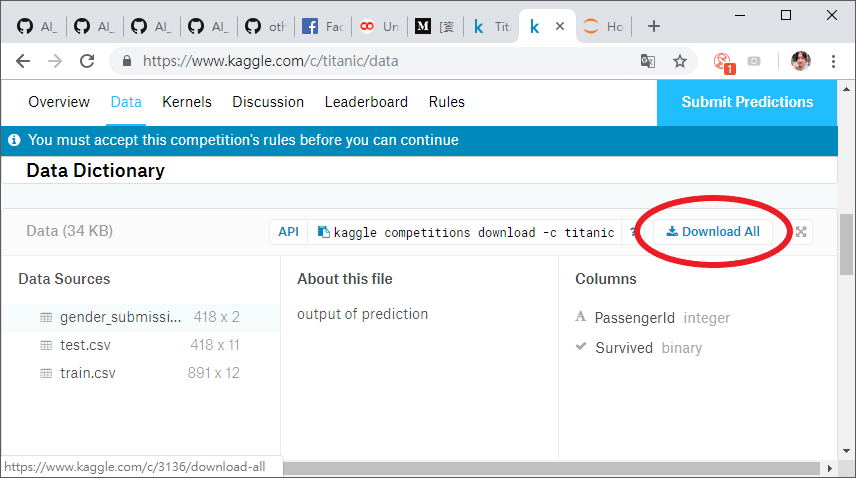 AI_ AI_ AI_ AI_ oth Fac Un M [資 k Tita k Ho
https://www.kaggle.com/c/titanic/data
1
Overview Data Kernels Discussion Leaderboard Rules Submit Predictions
You must accept this competition's rules before you can continue
Data Dictionary
Data (34 KB) API kaggle competitions download -c titanic ? Download All
Data Sources About this file Columns
gender_submissi... 418 x 2 output of prediction A PassengerId integer
test.csv 418 x 11 Survived binary
train.csv 891 x 12
https://www.kaggle.com/c/3136/download-all